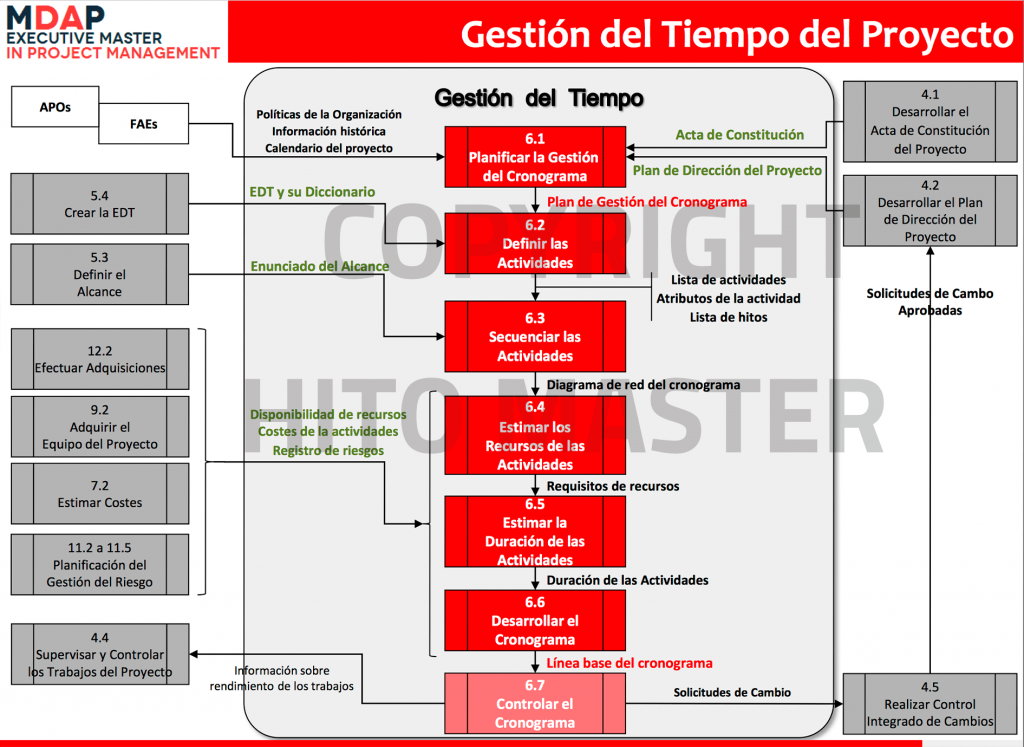 MDAP
EXECUTIVE MASTER
IN PROJECT MANAGEMENT
Gestión del Tiempo del Proyecto
Gestión del Tiempo
APOs
FAEs
Políticas de la Organización
Información histórica
Calendario del proyecto
6.1
Planificar la Gestión
del Cronograma
Acta de Constitución
Plan de Dirección del Proyecto
4.1
Desarrollar el
Acta de Constitución
del Proyecto
5.4
Crear la EDT
EDT y su Diccionario
Plan de Gestión del Cronograma
4.2
Desarrollar el Plan
de Dirección del
Proyecto
6.2
Definir las
Actividades
COPYRIGHT
5.3
Definir el
Alcance
Enunciado del Alcance
Lista de actividades
Atributos de la actividad
Lista de hitos
Solicitudes de Cambo
Aprobadas
6.3
Secuenciar las
Actividades
12.2
Efectuar Adquisiciones
Diagrama de red del cronograma
HITO MASTER
9.2
Adquirir el
Equipo del Proyecto
Disponibilidad de recursos
Costes de la actividades
Registro de riesgos
6.4
Estimar los
Recursos de las
Actividades
7.2
Estimar Costes
Requisitos de recursos
6.5
Estimar la
Duración de las
Actividades
11.2 a 11.5
Planificación del
Gestión del Riesgo
Duración de las Actividades
6.6
Desarrollar el
Cronograma
4.4
Supervisar y Controlar
los Trabajos del Proyecto
Información sobre
rendimiento de los trabajos
Línea base del cronograma
6.7
Controlar el
Cronograma
Solicitudes de Cambio
4.5
Realizar Control
Integrado de Cambios